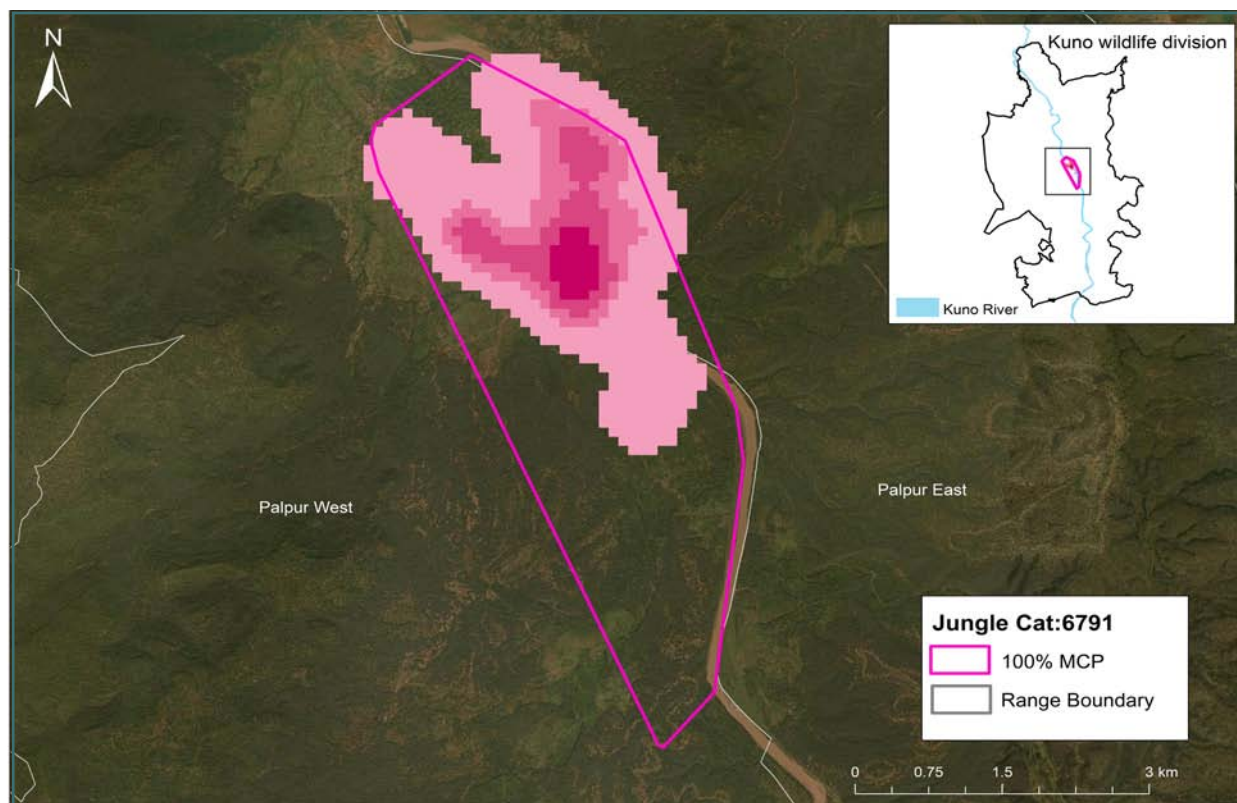 N
Kuno wildlife division
Kuno River
Palpur West
Palpur East
Jungle Cat:6791
100% MCP
Range Boundary
0 0.75 1.5 3 km